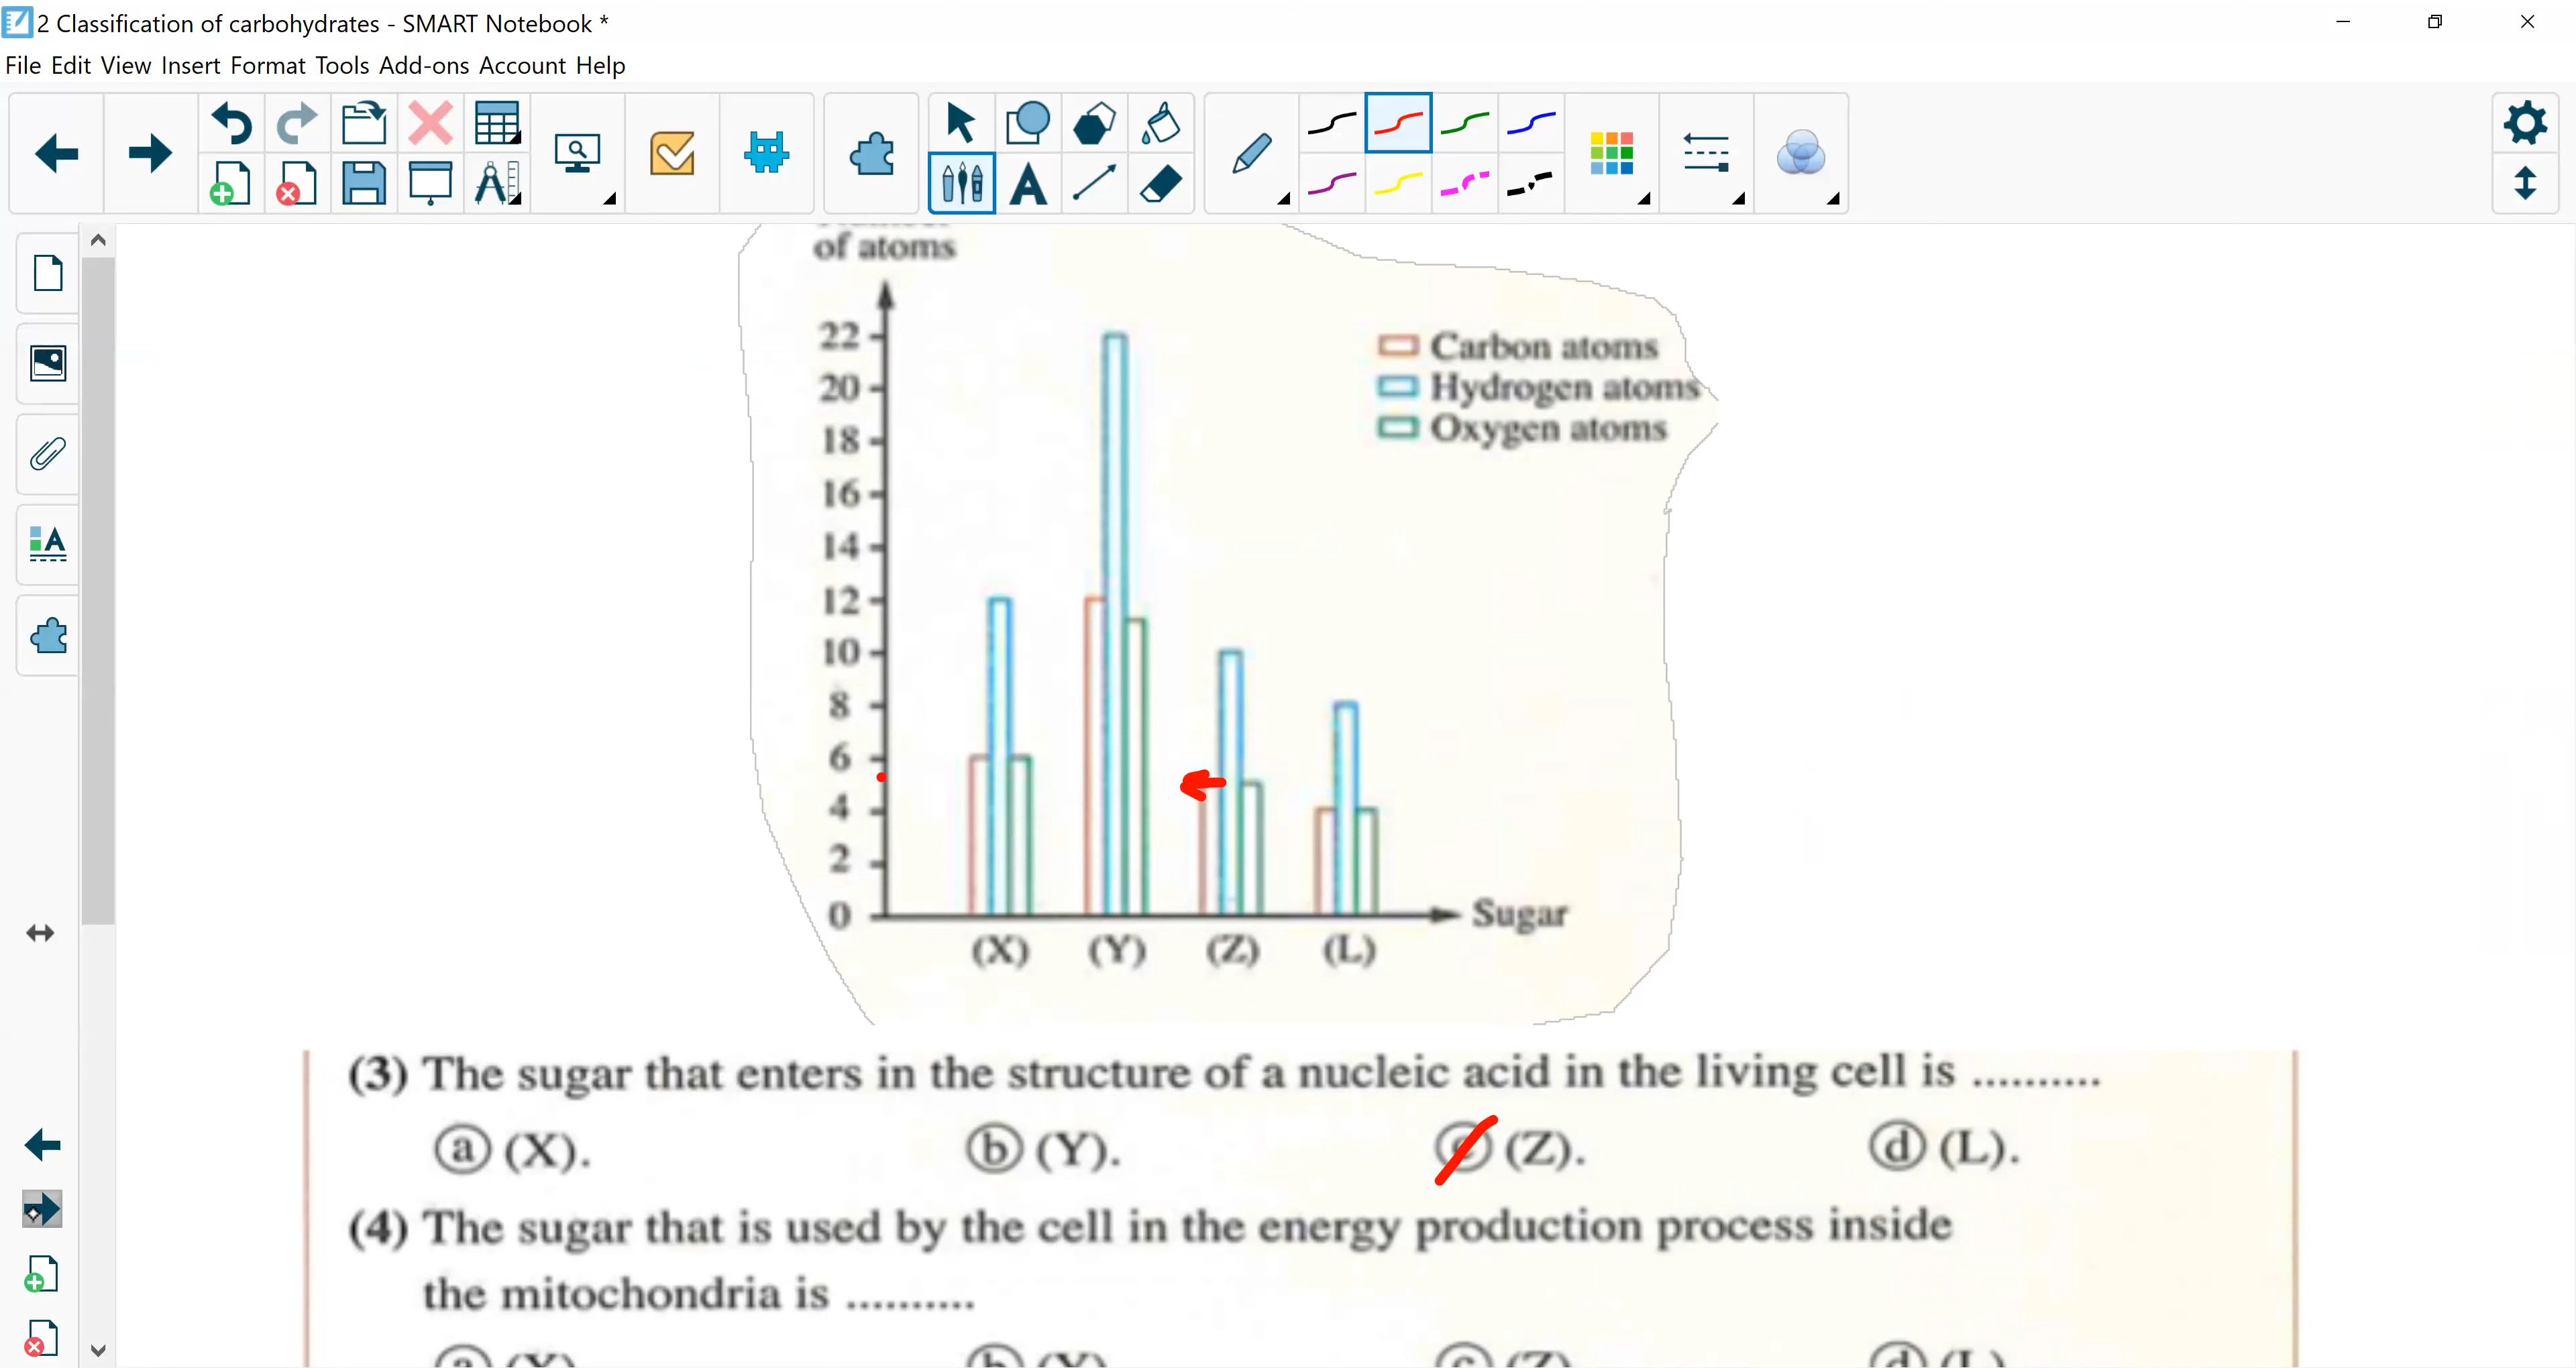 2 Classification of carbohydrates - SMART Notebook *
File Edit View Insert Format Tools Add-ons Account Help
of atoms
22
20
18
16
14
12
10
8
6
4
2
0
Carbon atoms
Hydrogen atoms
Oxygen atoms
(X) (Y) (Z) (L)
Sugar
(3) The sugar that enters in the structure of a nucleic acid in the living cell is ..........
a (X). b (Y). c (Z). d (L).
(4) The sugar that is used by the cell in the energy production process inside
the mitochondria is ..........